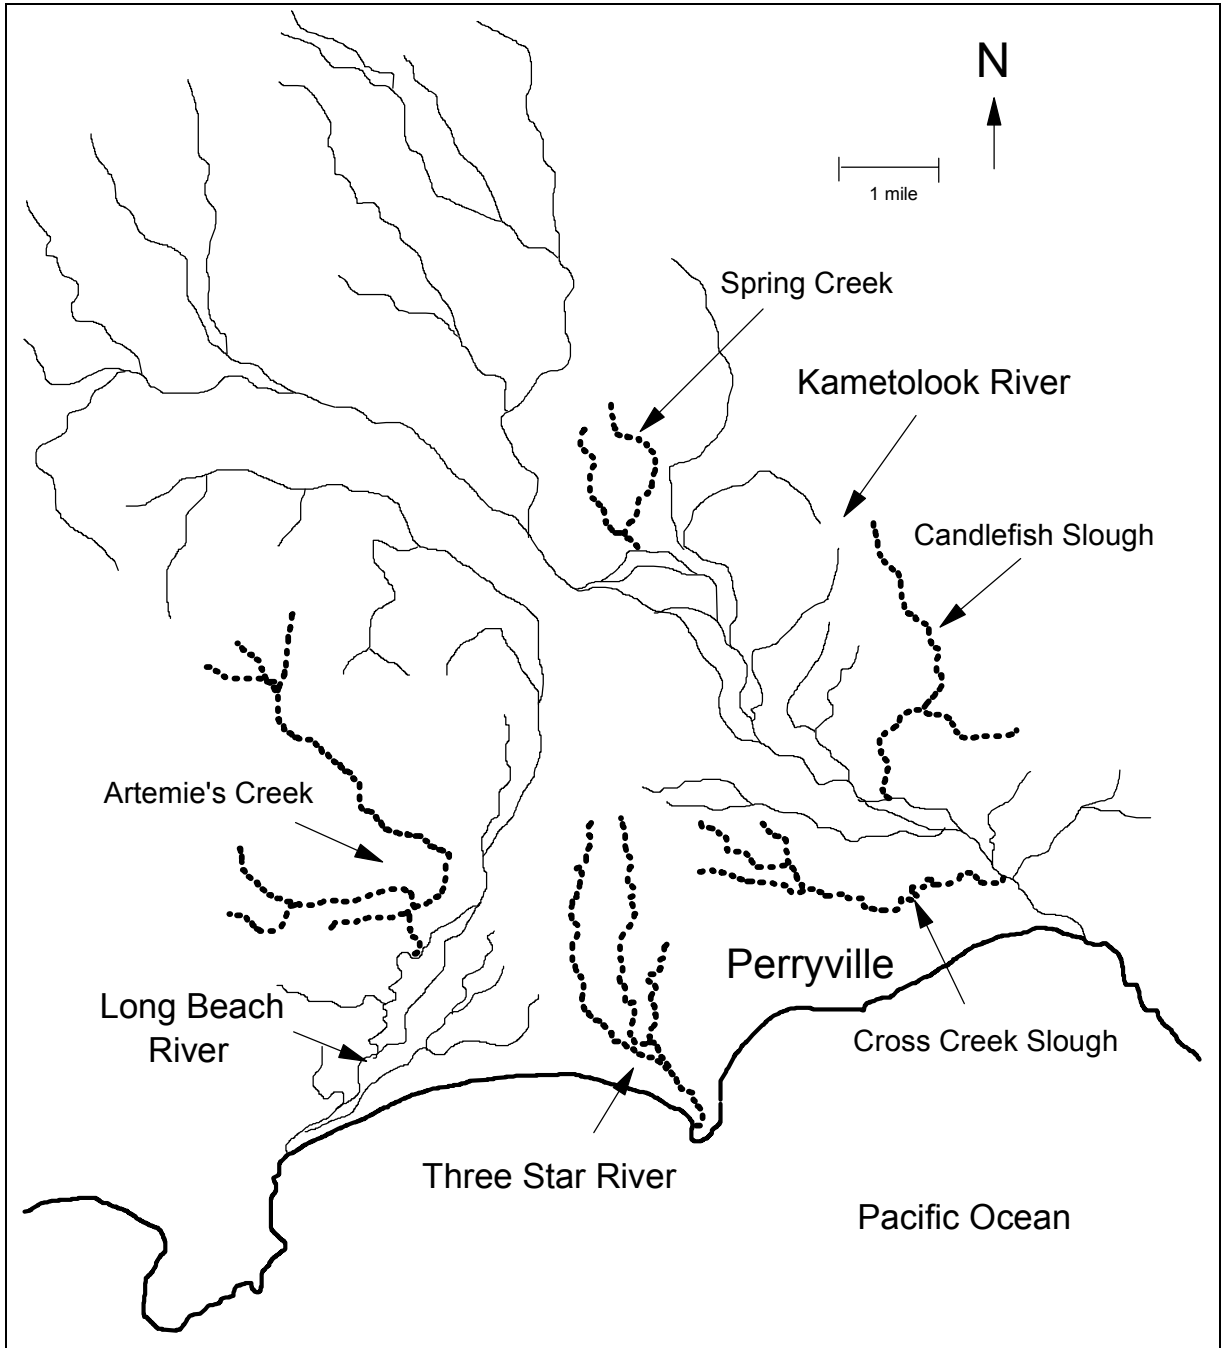 N
1 mile
Spring Creek
Kametolook River
Candlefish Slough
Artemie's Creek
Perryville
Long Beach
River
Cross Creek Slough
Three Star River
Pacific Ocean